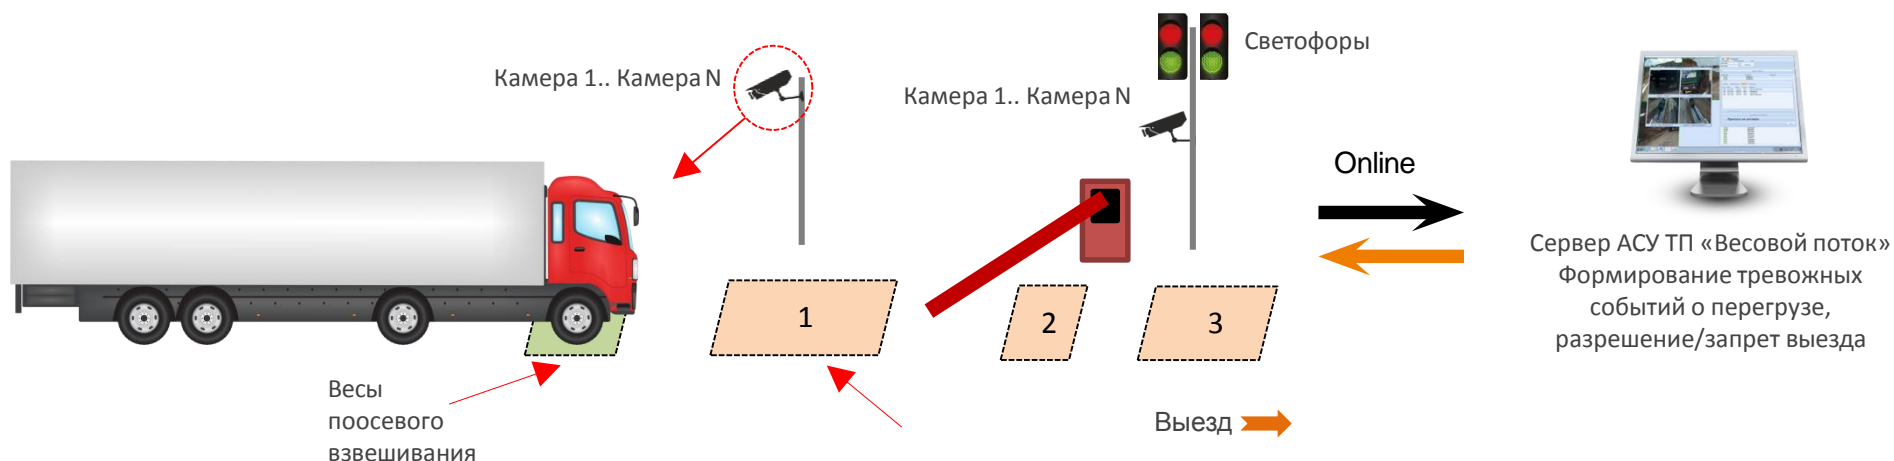 Светофоры
Камера 1.. Камера N
Камера 1.. Камера N
Online
Сервер АСУ ТП «Весовой поток»
Формирование тревожных
событий о перегрузе,
разрешение/запрет выезда
1
2
3
Весы
поосевого
взвешивания
Выезд